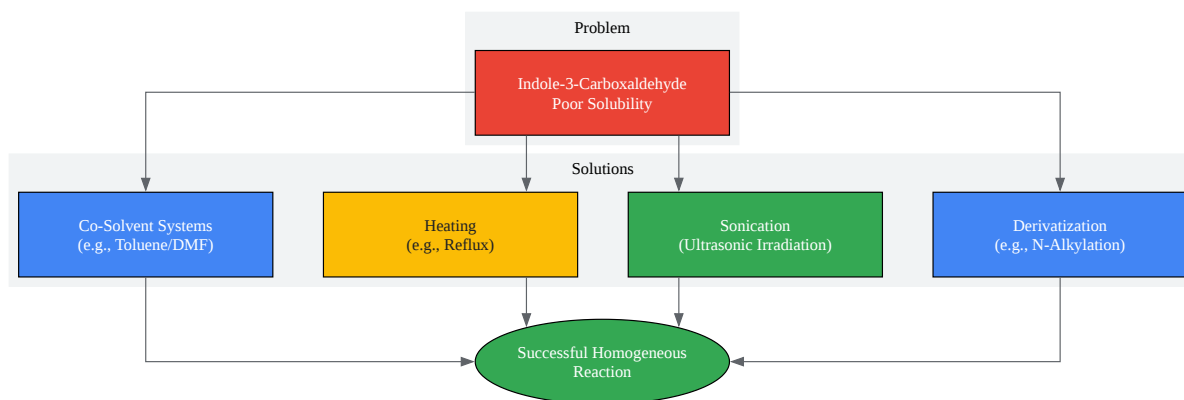 Problem
Indole-3-Carboxaldehyde
Poor Solubility
Solutions
Co-Solvent Systems
(e.g., Toluene/DMF)
Heating
(e.g., Reflux)
Sonication
(Ultrasonic Irradiation)
Derivatization
(e.g., N-Alkylation)
Successful Homogeneous
Reaction